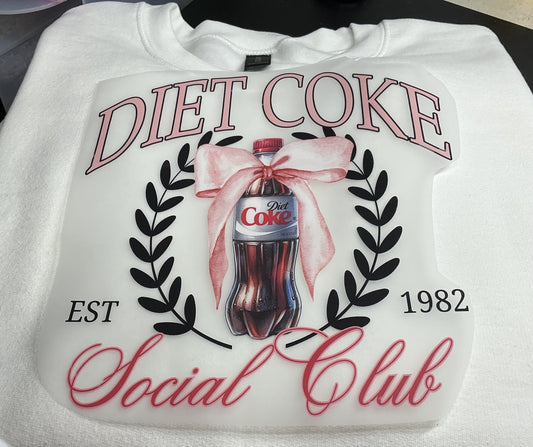 DIET COKE
Diet
Coke
EST
1982
Social Club